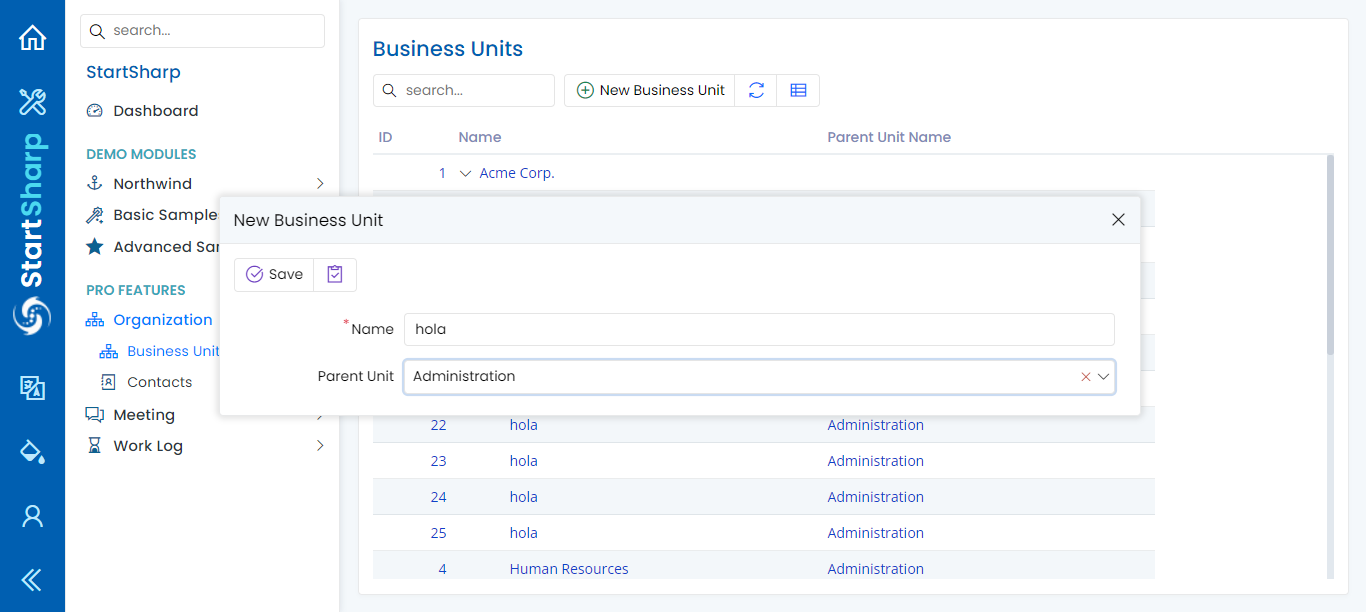 StartSharp
search...
StartSharp
Dashboard
DEMO MODULES
Northwind
Basic Sample
Advanced Sa
PRO FEATURES
Organization
Business Unit
Contacts
Meeting
Work Log
Business Units
search...
New Business Unit
ID Name Parent Unit Name
1 Acme Corp.
New Business Unit
Save
*Name hola
Parent Unit Administration
22 hola Administration
23 hola Administration
24 hola Administration
25 hola Administration
4 Human Resources Administration